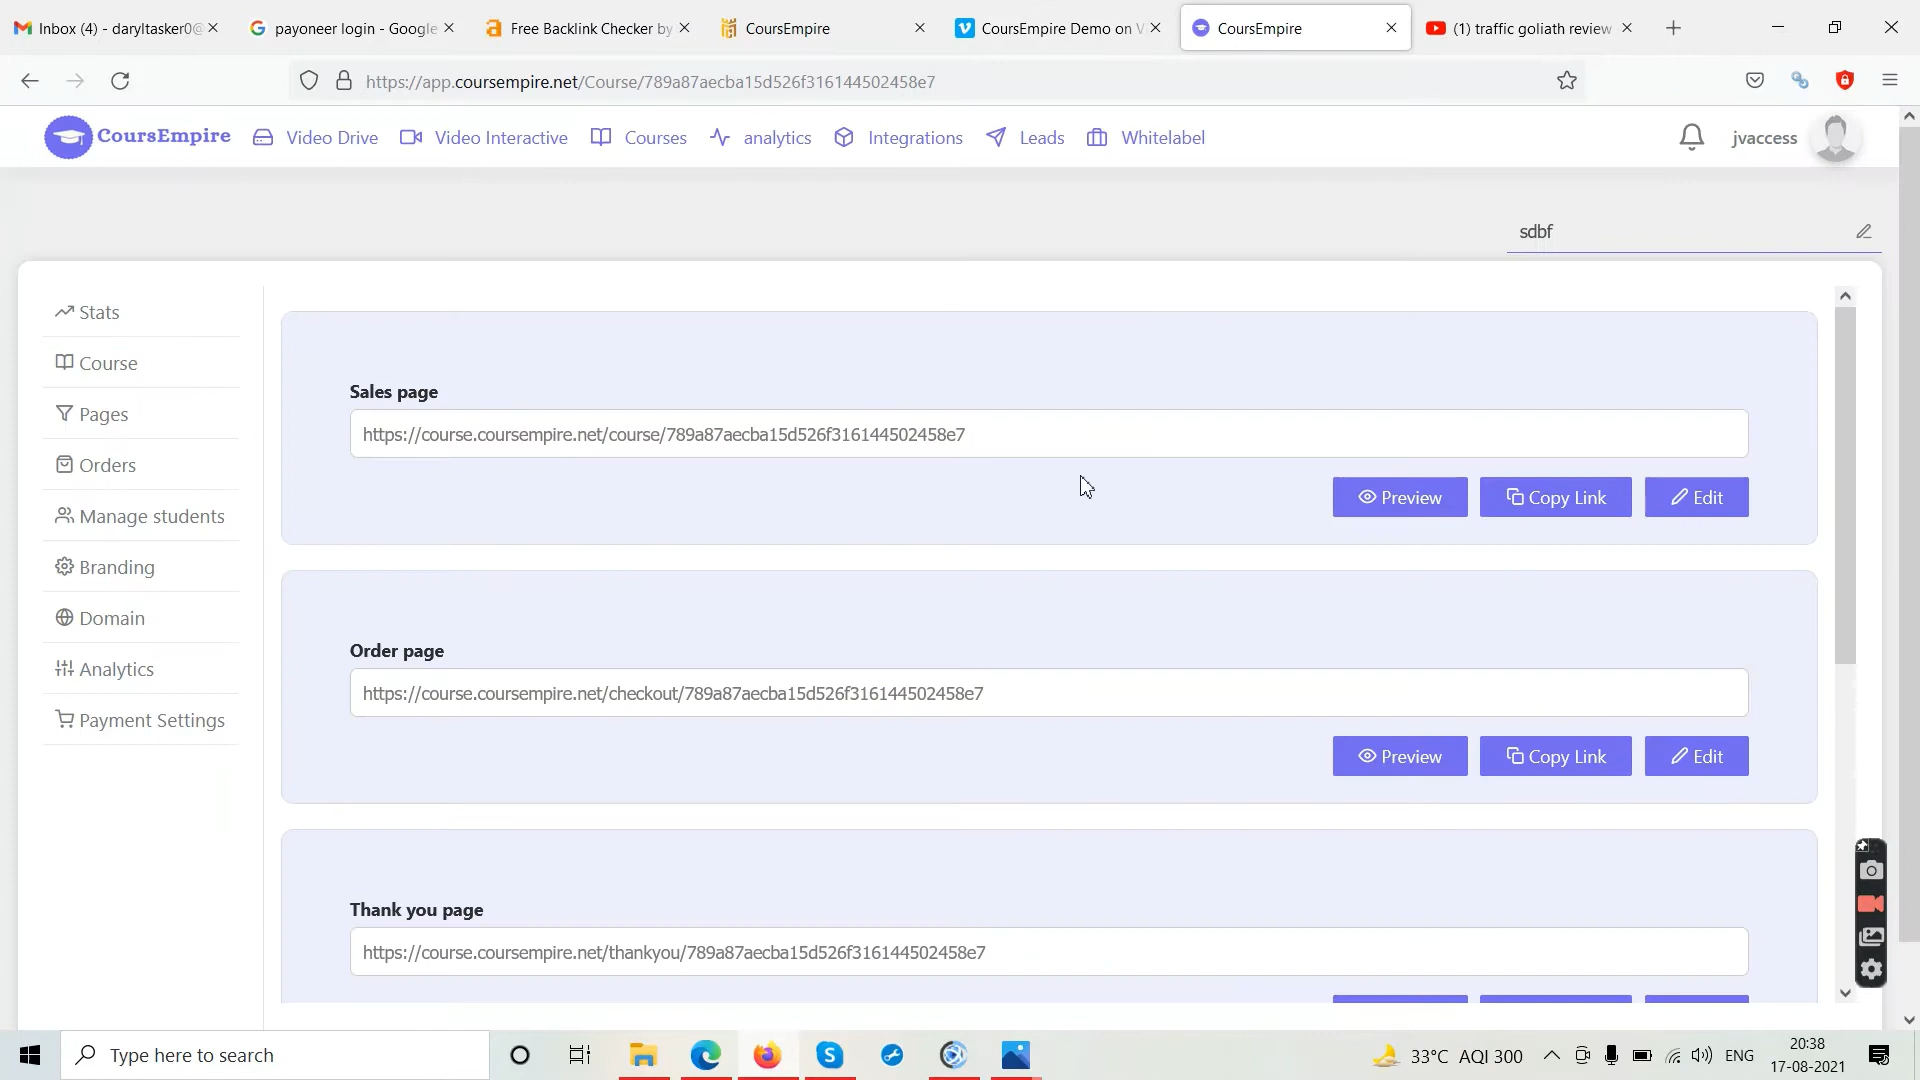 Inbox (4) - daryltasker0@
payoneer login - Google
Free Backlink Checker by
CoursEmpire
CoursEmpire Demo on V
CoursEmpire
(1) traffic goliath review
https://app.coursempire.net/Course/789a87aecba15d526f316144502458e7
CoursEmpire
Video Drive
Video Interactive
Courses
analytics
Integrations
Leads
Whitelabel
jvaccess
sdbf
Stats
Course
Pages
Orders
Manage students
Branding
Domain
Analytics
Payment Settings
Sales page
https://course.coursempire.net/course/789a87aecba15d526f316144502458e7
Preview
Copy Link
Edit
Order page
https://course.coursempire.net/checkout/789a87aecba15d526f316144502458e7
Preview
Copy Link
Edit
Thank you page
https://course.coursempire.net/thankyou/789a87aecba15d526f316144502458e7
Type here to search
33°C AQI 300
ENG
20:38
17-08-2021